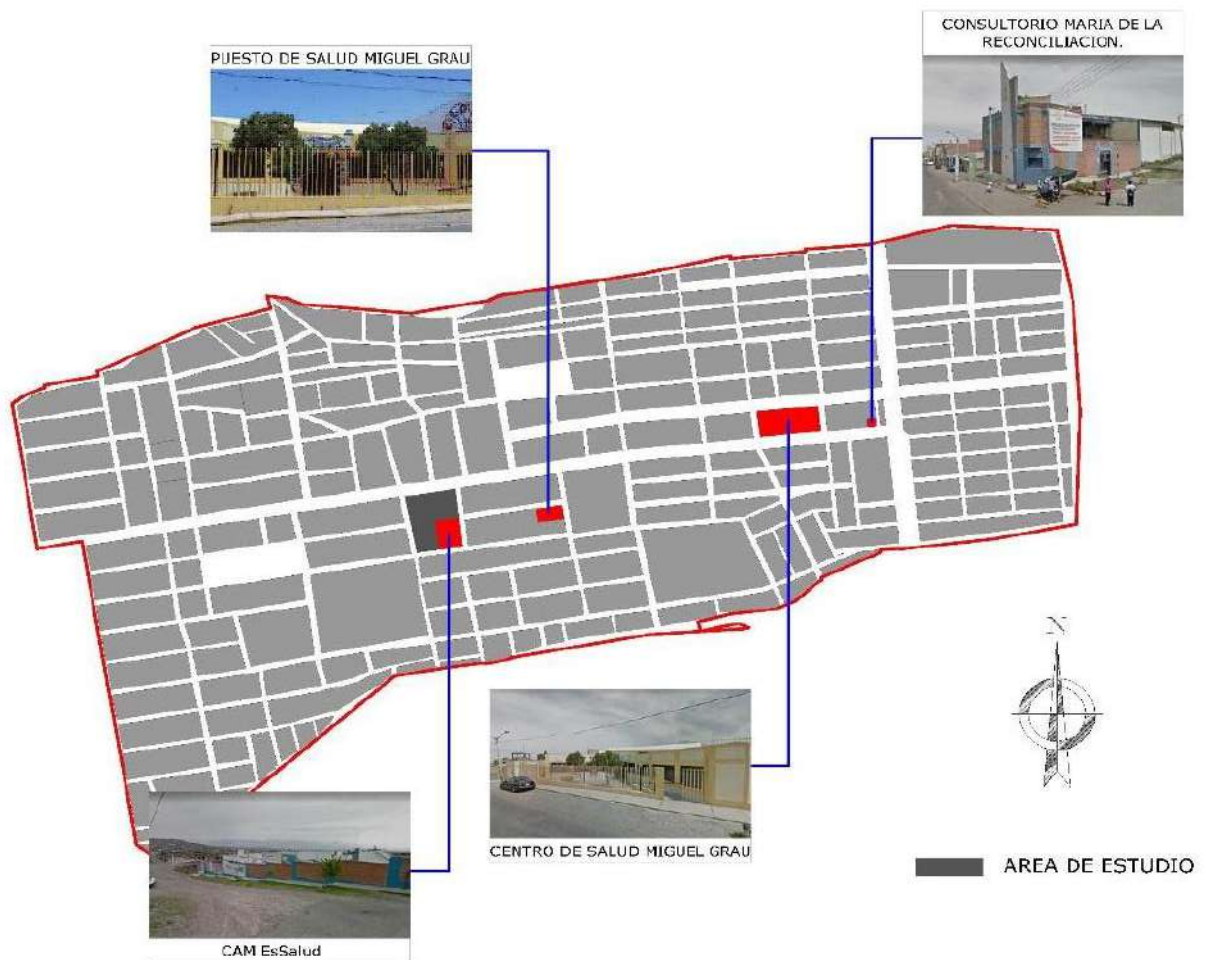 CONSULTORIO MARIA DE LA
RECONCILIACION.
PUESTO DE SALUD MIGUEL GRAU
N
CENTRO DE SALUD MIGUEL GRAU
AREA DE ESTUDIO
CAM EsSalud